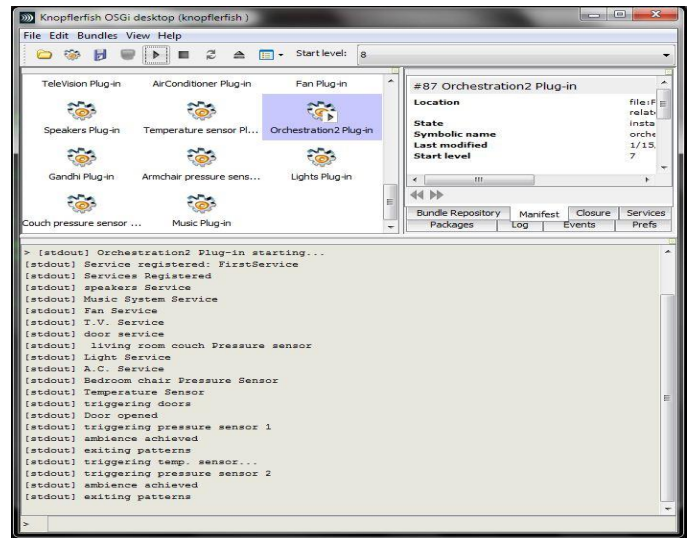 Knopflerfish OSGi desktop (knopflerfish )
File Edit Bundles View Help
Start level: 8
TeleVision Plug-in AirConditioner Plug-in Fan Plug-in
Speakers Plug-in Temperature sensor Pl... Orchestration2 Plug-in
Gandhi Plug-in Armchair pressure sens... Lights Plug-in
Couch pressure sensor ... Music Plug-in
#87 Orchestration2 Plug-in
Location file:F
relati
State insta
Symbolic name orche
Last modified 1/15,
Start level 7
Bundle Repository Manifest Closure Services
Packages Log Events Prefs
> [stdout] Orchestration2 Plug-in starting...
[stdout] Service registered: FirstService
[stdout] Services Registered
[stdout] speakers Service
[stdout] Music System Service
[stdout] Fan Service
[stdout] T.V. Service
[stdout] door service
[stdout]  living room couch Pressure sensor
[stdout] Light Service
[stdout] A.C. Service
[stdout] Bedroom chair Pressure Sensor
[stdout] Temperature Sensor
[stdout] triggering doors
[stdout] Door opened
[stdout] triggering pressure sensor 1
[stdout] ambience achieved
[stdout] exiting patterns
[stdout] triggering temp. sensor...
[stdout] triggering pressure sensor 2
[stdout] ambience achieved
[stdout] exiting patterns
>